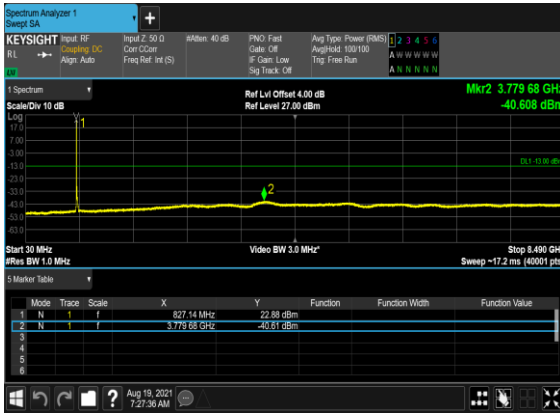 Spectrum Analyzer 1
Swept SA
+
KEYSIGHT Input: RF Input Z: 50 Ω #Atten: 40 dB PNO: Fast Avg Type: Power (RMS) 1 2 3 4 5 6
RL Coupling: DC Corr CCorr Gate: Off Avg|Hold: 100/100 A W W W W W
Align: Auto Freq Ref: Int (S) IF Gain: Low Trig: Free Run
Sig Track: Off A N N N N N
1 Spectrum Ref Lvl Offset 4.00 dB Mkr2 3.779 68 GHz
Scale/Div 10 dB Ref Level 27.00 dBm -40.608 dBm
Log
17.0
7.00
-3.00
-13.0
-23.0
-33.0
-43.0
-53.0
-63.0
1
2
DL1 -13.00 dBm
Start 30 MHz Video BW 3.0 MHz* Stop 8.490 GHz
#Res BW 1.0 MHz Sweep ~17.2 ms (40001 pts)
5 Marker Table
Mode Trace Scale X Y Function Function Width Function Value
1 N 1 f 827.14 MHz 22.88 dBm
2 N 1 f 3.779 68 GHz -40.61 dBm
3
4
5
6
? Aug 19, 2021
7:27:36 AM